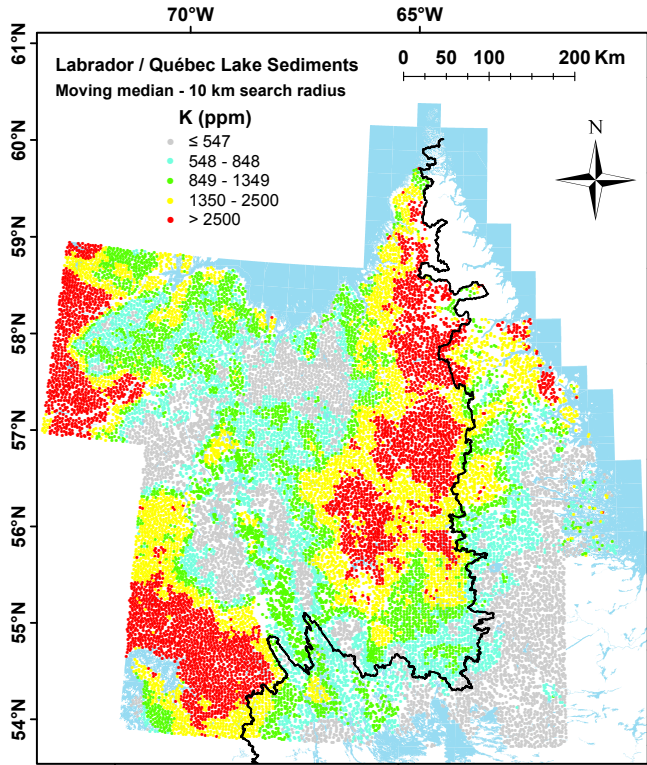 70°W 65°W
61°N
Labrador / Québec Lake Sediments
Moving median - 10 km search radius
0 50 100 200 Km
K (ppm)
≤ 547
548 - 848
849 - 1349
1350 - 2500
> 2500
N
60°N
59°N
58°N
57°N
56°N
55°N
54°N